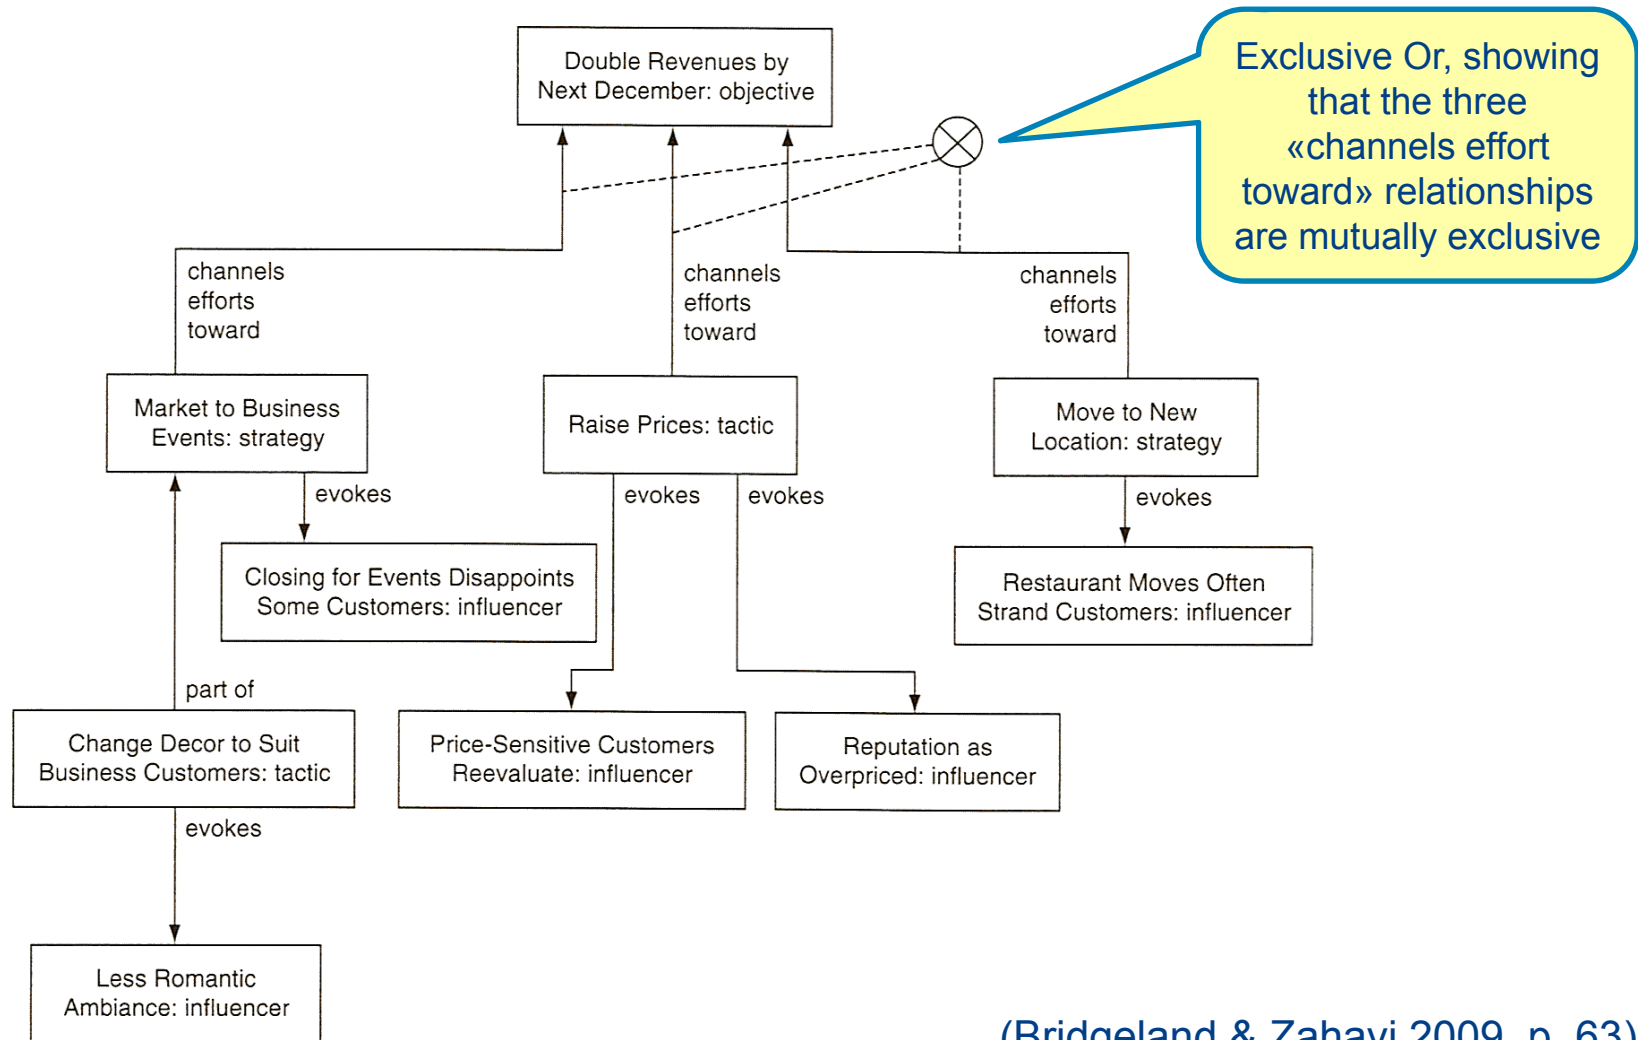 Double Revenues by
Next December: objective
Exclusive Or, showing
that the three
«channels effort
toward» relationships
are mutually exclusive
channels
efforts
toward
channels
efforts
toward
channels
efforts
toward
Market to Business
Events: strategy
Raise Prices: tactic
Move to New
Location: strategy
evokes
evokes
evokes
evokes
Closing for Events Disappoints
Some Customers: influencer
Restaurant Moves Often
Strand Customers: influencer
part of
Change Decor to Suit
Business Customers: tactic
Price-Sensitive Customers
Reevaluate: influencer
Reputation as
Overpriced: influencer
evokes
Less Romantic
Ambiance: influencer
(Bridgeland & Zahavi 2009, p. 63)